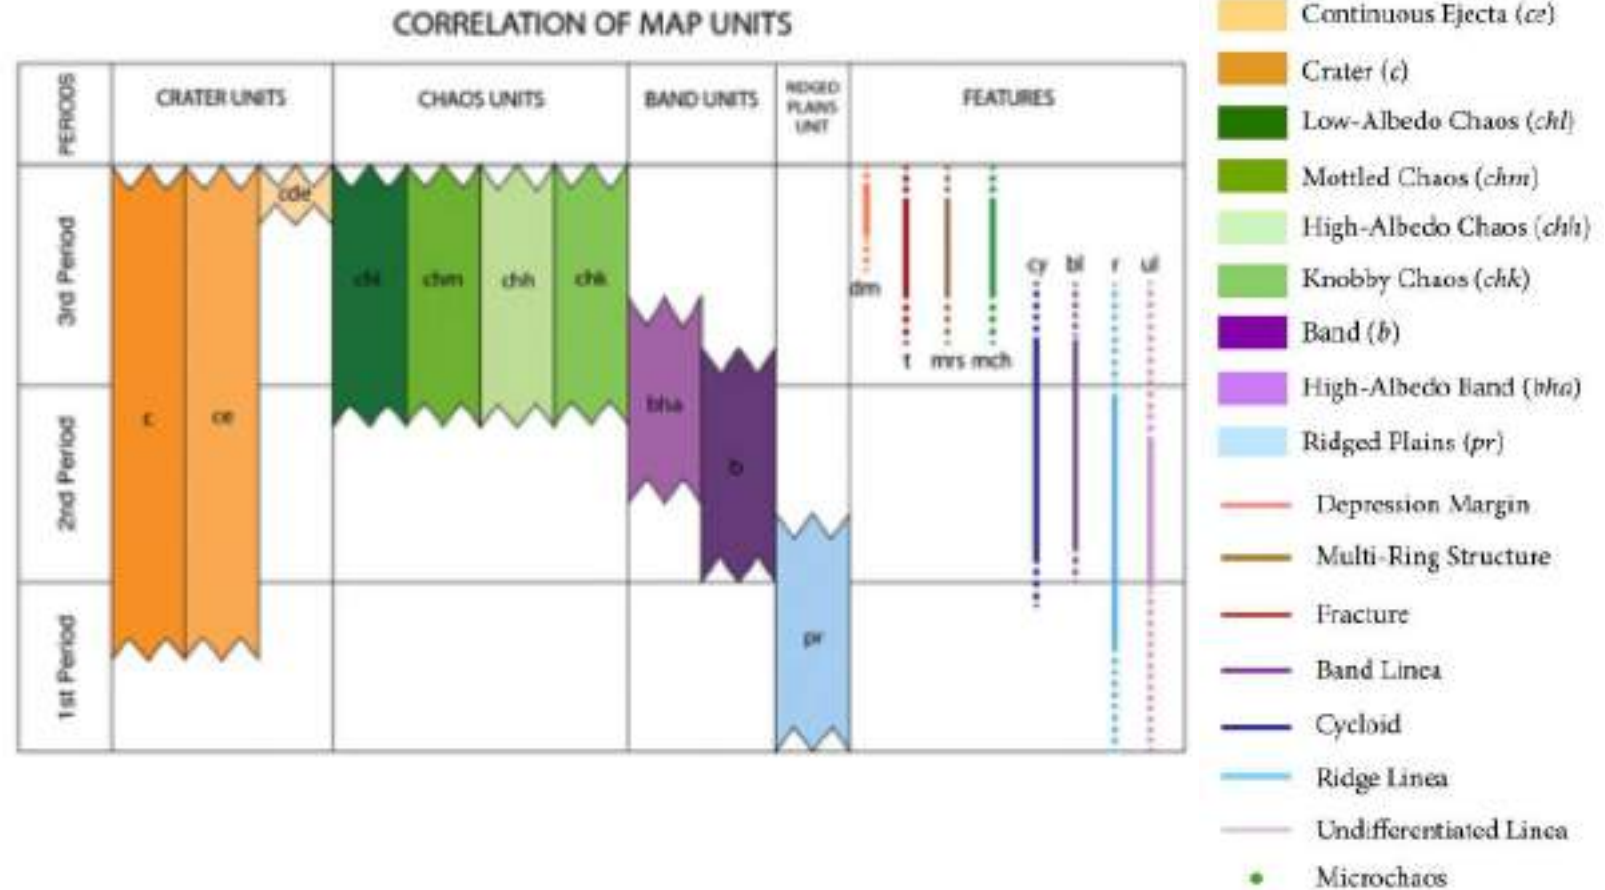 CORRELATION OF MAP UNITS
PERIODS
CRATER UNITS
CHAOS UNITS
BAND UNITS
RIDGED
PLAINS
UNIT
FEATURES
3rd Period
2nd Period
1st Period
c
ce
cde
chl
chm
chh
chk
bha
b
pr
dm
t
mrs
mch
cy
bl
r
ul
Continuous Ejecta (ce)
Crater (c)
Low-Albedo Chaos (chl)
Mottled Chaos (chm)
High-Albedo Chaos (chh)
Knobby Chaos (chk)
Band (b)
High-Albedo Band (bha)
Ridged Plains (pr)
Depression Margin
Multi-Ring Structure
Fracture
Band Linea
Cycloid
Ridge Linea
Undifferentiated Linea
Microchaos